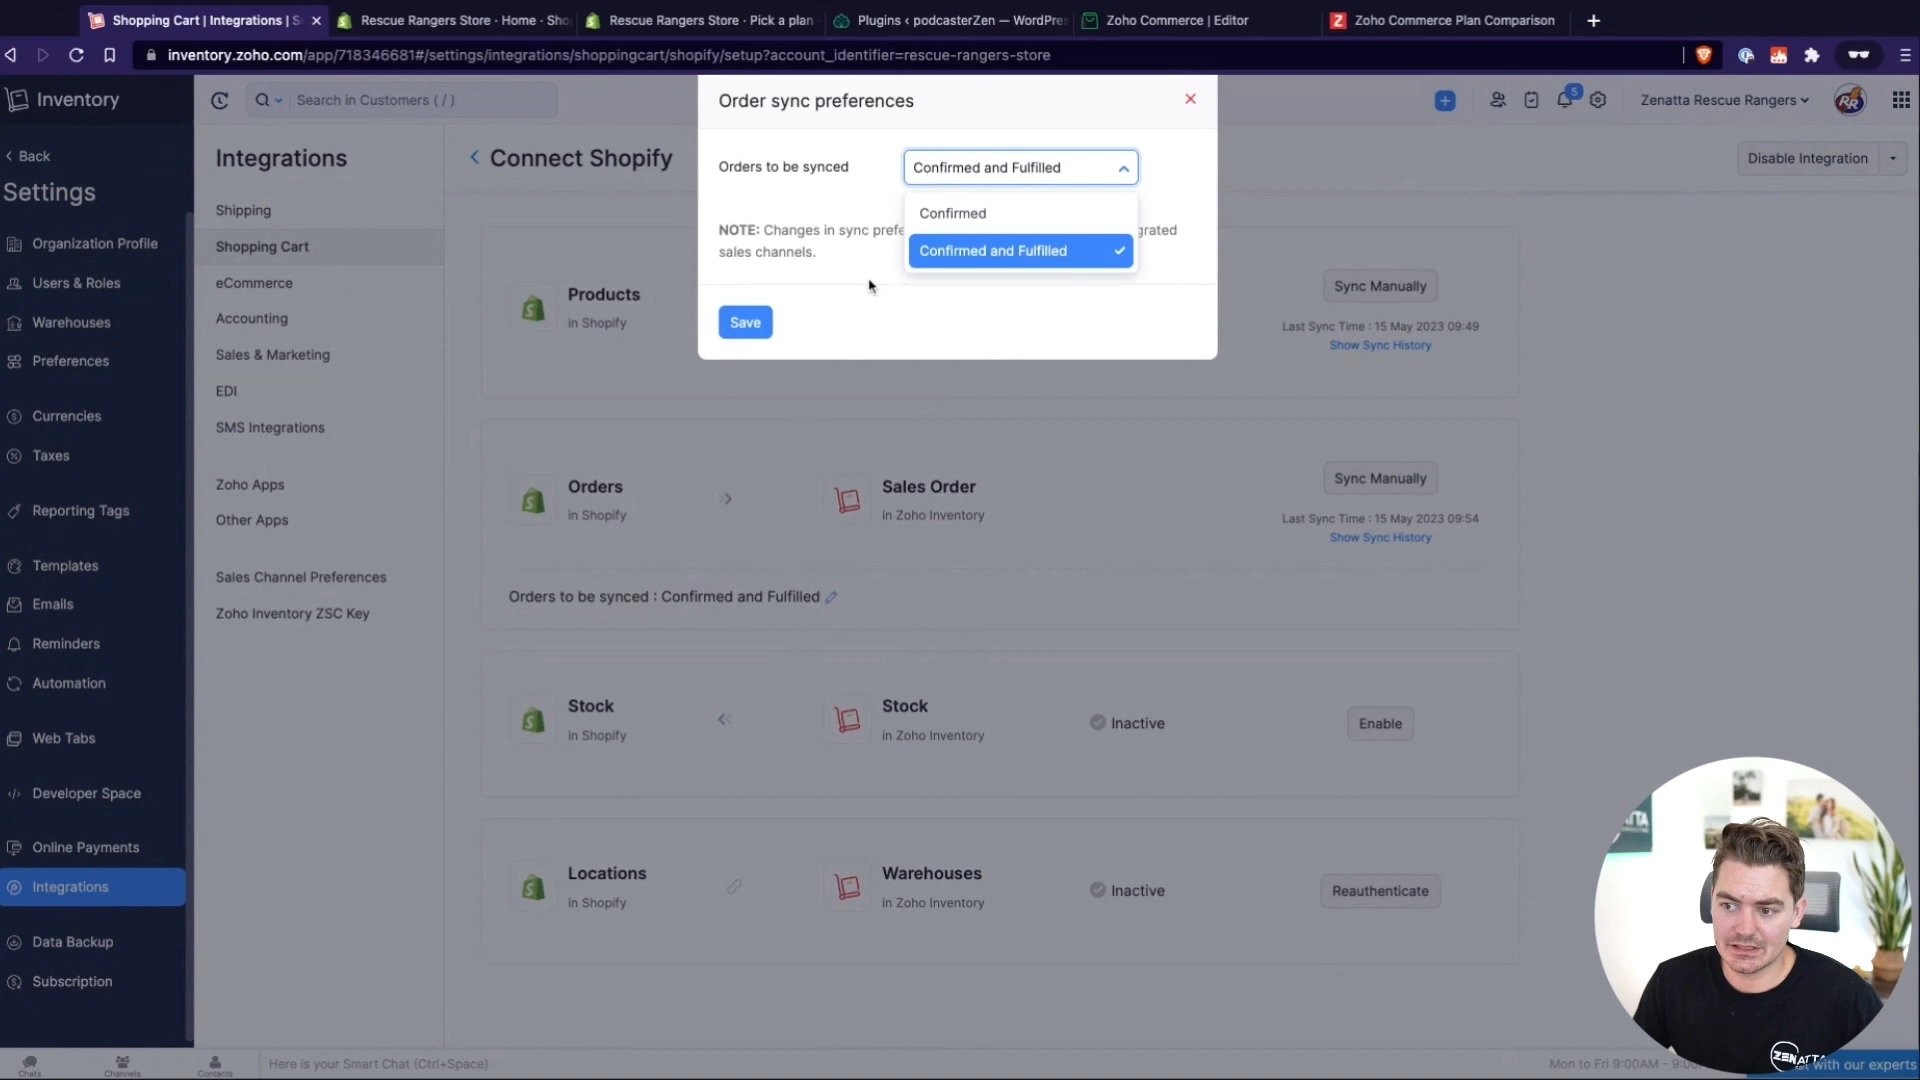 Shopping Cart | Integrations | S
Rescue Rangers Store · Home · Sho
Rescue Rangers Store · Pick a plan
Plugins ‹ podcasterZen — WordPre
Zoho Commerce | Editor
Zoho Commerce Plan Comparison
inventory.zoho.com/app/718346681#/settings/integrations/shoppingcart/shopify/setup?account_identifier=rescue-rangers-store
Inventory
Search in Customers ( / )
5
Zenatta Rescue Rangers
RR
Back
Settings
Organization Profile
Users & Roles
Warehouses
Preferences
Currencies
Taxes
Reporting Tags
Templates
Emails
Reminders
Automation
Web Tabs
Developer Space
Online Payments
Integrations
Data Backup
Subscription
Integrations
Shipping
Shopping Cart
eCommerce
Accounting
Sales & Marketing
EDI
SMS Integrations
Zoho Apps
Other Apps
Sales Channel Preferences
Zoho Inventory ZSC Key
Connect Shopify
Disable Integration
Order sync preferences
Orders to be synced
Confirmed and Fulfilled
Confirmed
Confirmed and Fulfilled
NOTE: Changes in sync prefe
grated
sales channels.
Save
Products
in Shopify
Sync Manually
Last Sync Time : 15 May 2023 09:49
Show Sync History
Orders
in Shopify
Sales Order
in Zoho Inventory
Sync Manually
Last Sync Time : 15 May 2023 09:54
Show Sync History
Orders to be synced : Confirmed and Fulfilled
Stock
in Shopify
Stock
in Zoho Inventory
Inactive
Enable
Locations
in Shopify
Warehouses
in Zoho Inventory
Inactive
Reauthenticate
Chats
Channels
Contacts
Here is your Smart Chat (Ctrl+Space)
Mon to Fri 9:00AM - 9:0
with our experts
ZENATTA